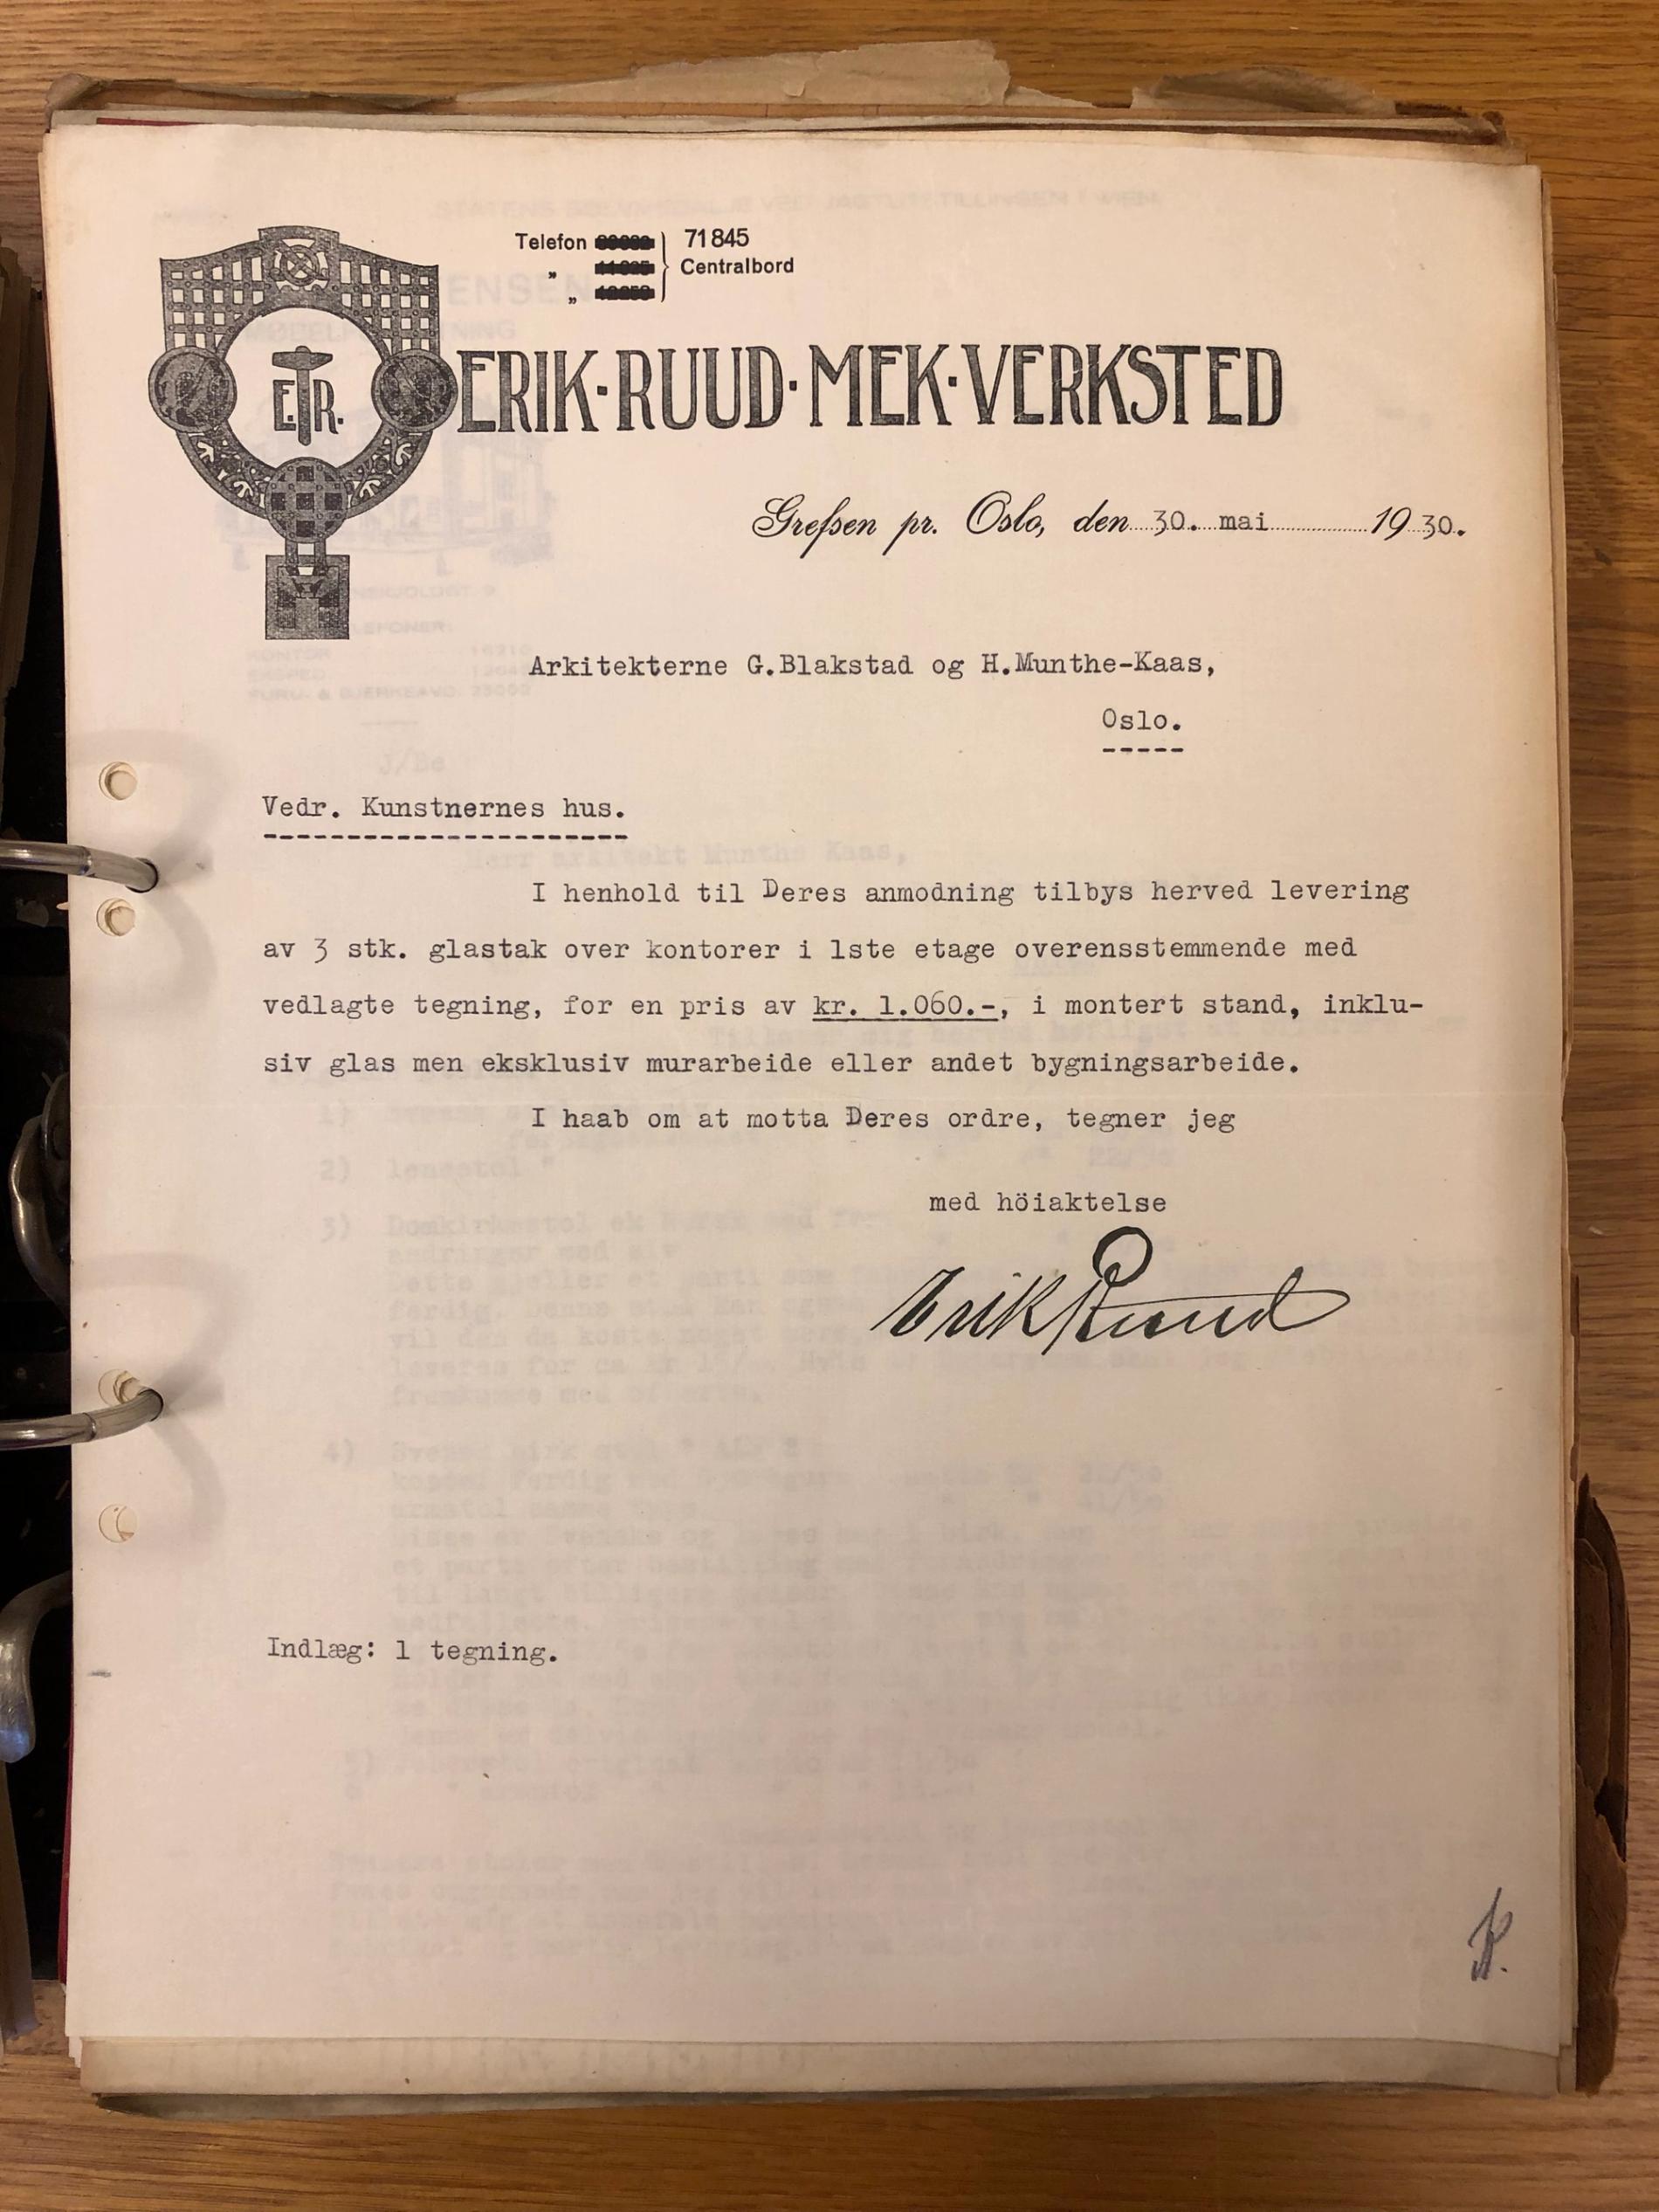 Telefon 71845
„ Centralbord
„
E.T.R.
ERIK·RUUD·MEK·VERKSTED
Grefsen pr. Oslo, den 30. mai 1930.
Arkitekterne G.Blakstad og H.Munthe-Kaas,
Oslo.
Vedr. Kunstnernes hus.
I henhold til Deres anmodning tilbys herved levering
av 3 stk. glastak over kontorer i 1ste etage overensstemmende med
vedlagte tegning, for en pris av kr. 1.060.-, i montert stand, inklu-
siv glas men eksklusiv murarbeide eller andet bygningsarbeide.
I haab om at motta Deres ordre, tegner jeg
med höiaktelse
Erik Ruud
Indlæg: 1 tegning.